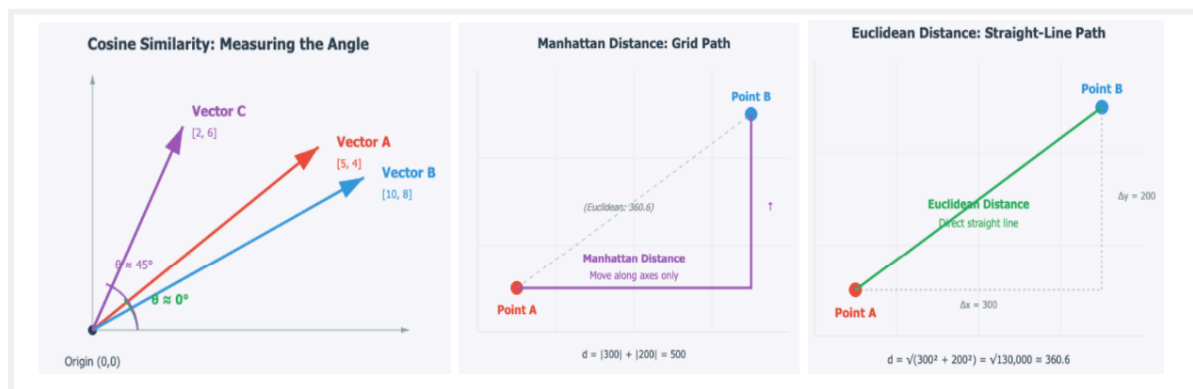 Cosine Similarity: Measuring the Angle
Vector C
[2, 6]
Vector A
[5, 4]
Vector B
[10, 8]
θ ≈ 45°
θ ≈ 0°
Origin (0,0)
Manhattan Distance: Grid Path
Point B
(Euclidean: 360.6)
↑
Manhattan Distance
Move along axes only
Point A
d = |300| + |200| = 500
Euclidean Distance: Straight-Line Path
Point B
Δy = 200
Euclidean Distance
Direct straight line
Δx = 300
Point A
d = √(300² + 200²) = √130,000 ≈ 360.6